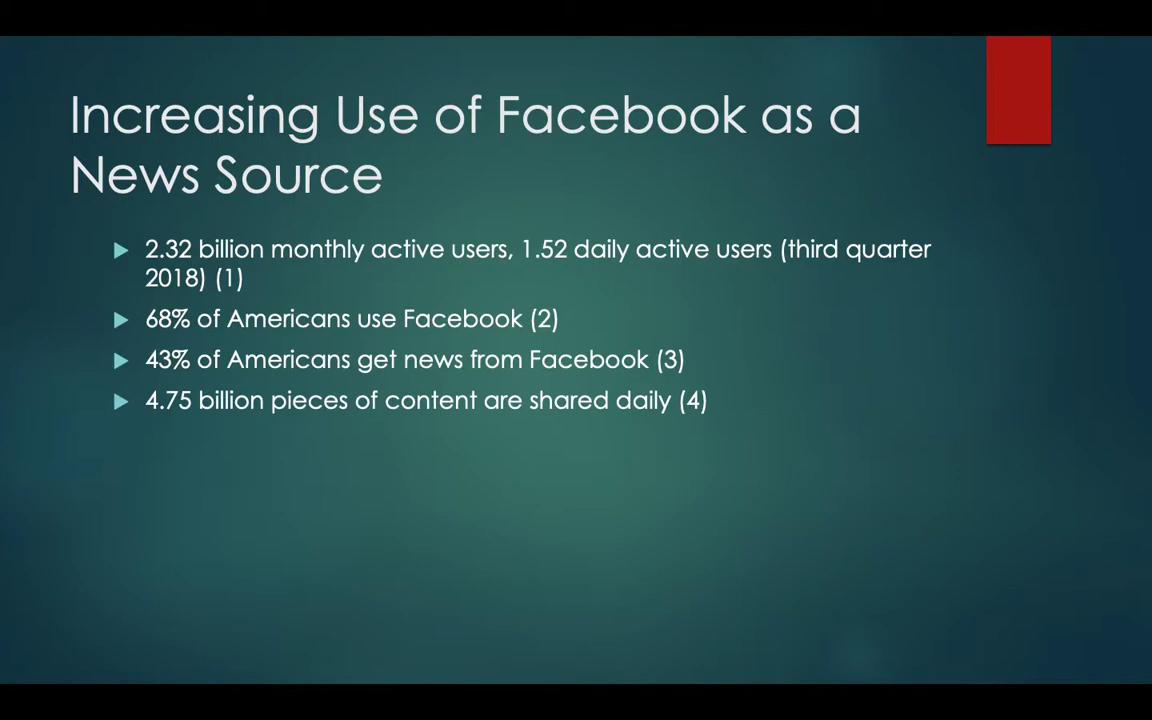 Increasing Use of Facebook as a
News Source
2.32 billion monthly active users, 1.52 daily active users (third quarter
2018) (1)
68% of Americans use Facebook (2)
43% of Americans get news from Facebook (3)
4.75 billion pieces of content are shared daily (4)